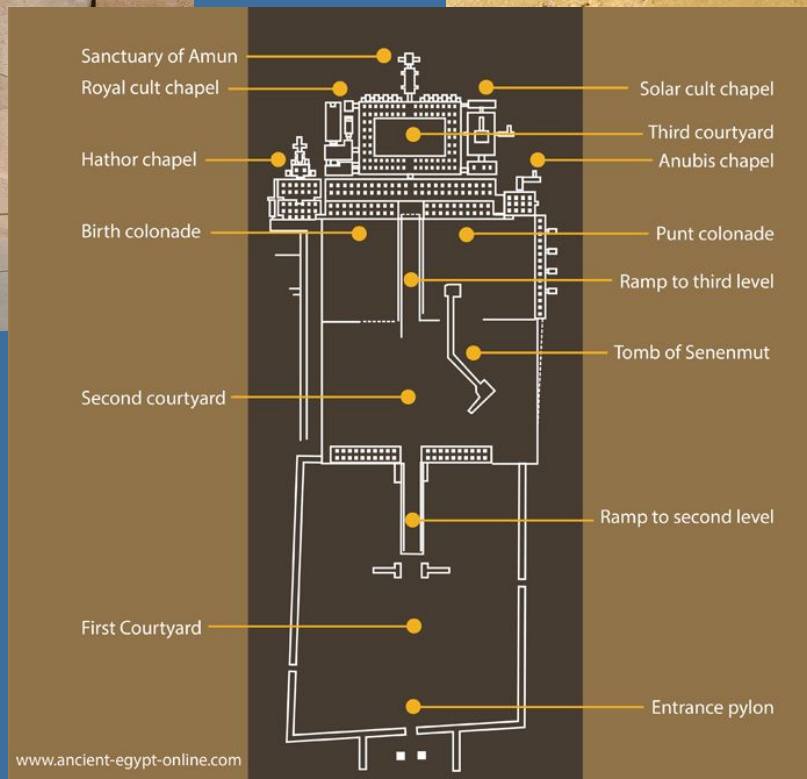 Sanctuary of Amun
Royal cult chapel
Solar cult chapel
Third courtyard
Hathor chapel
Anubis chapel
Birth colonade
Punt colonade
Ramp to third level
Tomb of Senenmut
Second courtyard
Ramp to second level
First Courtyard
Entrance pylon
www.ancient-egypt-online.com